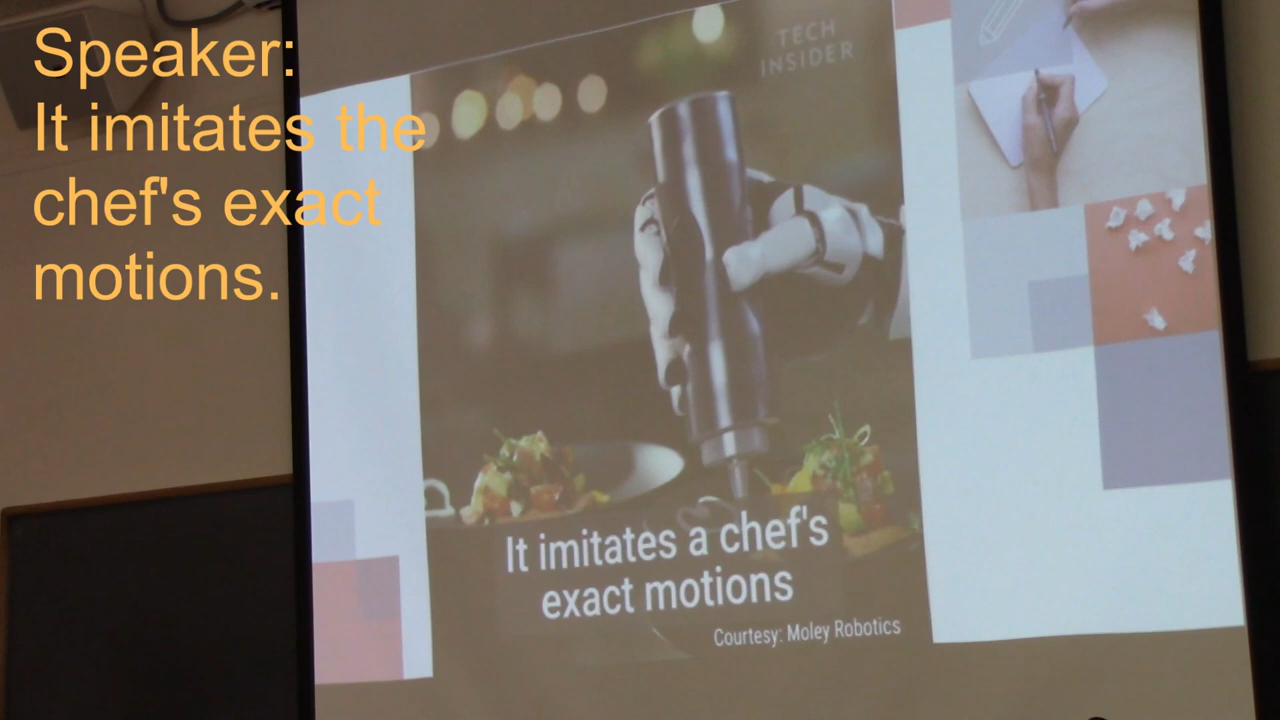 Speaker:
It imitates the
chef's exact
motions.
TECH
INSIDER
It imitates a chef's
exact motions
Courtesy: Moley Robotics